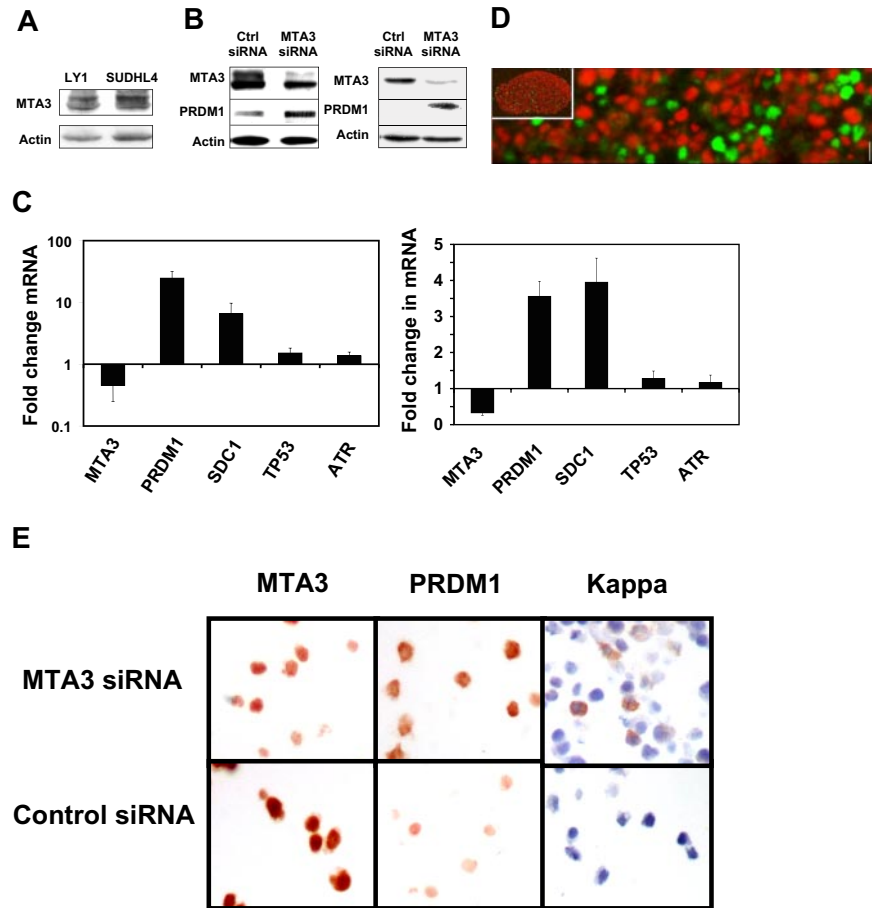 A
LY1 SUDHL4
MTA3
Actin
B
Ctrl siRNA
MTA3 siRNA
MTA3
PRDM1
Actin
Ctrl siRNA
MTA3 siRNA
MTA3
PRDM1
Actin
D
C
Fold change mRNA
100
10
1
0.1
MTA3
PRDM1
SDC1
TP53
ATR
Fold change in mRNA
5
4
3
2
1
0
MTA3
PRDM1
SDC1
TP53
ATR
E
MTA3 PRDM1 Kappa
MTA3 siRNA
Control siRNA